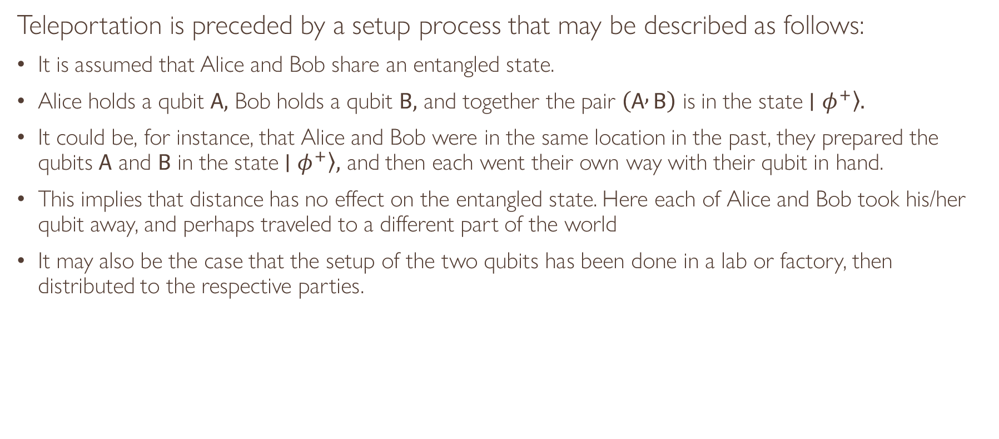 Teleportation is preceded by a setup process that may be described as follows:
• It is assumed that Alice and Bob share an entangled state.
• Alice holds a qubit A, Bob holds a qubit B, and together the pair (A, B) is in the state | ϕ⁺⟩.
• It could be, for instance, that Alice and Bob were in the same location in the past, they prepared the
qubits A and B in the state | ϕ⁺⟩, and then each went their own way with their qubit in hand.
• This implies that distance has no effect on the entangled state. Here each of Alice and Bob took his/her
qubit away, and perhaps traveled to a different part of the world
• It may also be the case that the setup of the two qubits has been done in a lab or factory, then
distributed to the respective parties.